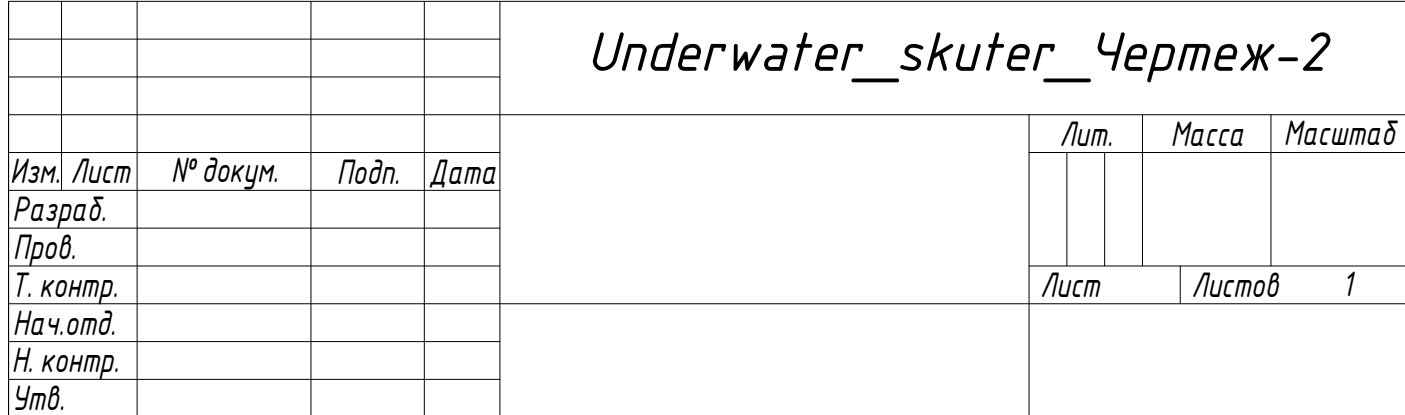 Underwater_skuter_Чертеж-2
Лит. Масса Масштаб
Изм. Лист № докум. Подп. Дата
Разраб.
Пров.
Т. контр.
Лист Листов 1
Нач.отд.
Н. контр.
Утв.